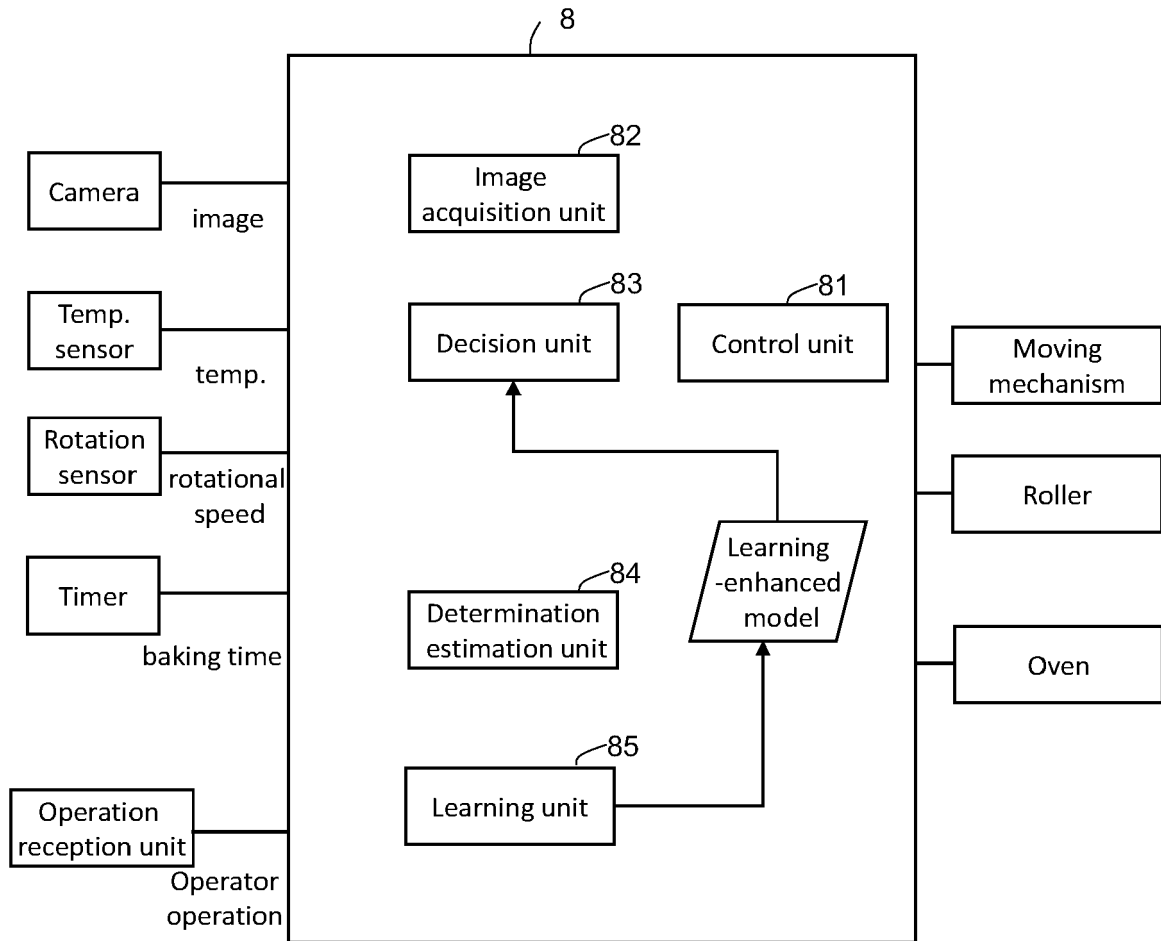 8
82
Camera
image
Image
acquisition unit
83
81
Temp.
sensor
temp.
Decision unit
Control unit
Moving
mechanism
Rotation
sensor
rotational
speed
Roller
Learning
-enhanced
model
84
Timer
baking time
Determination
estimation unit
Oven
85
Learning unit
Operation
reception unit
Operator
operation